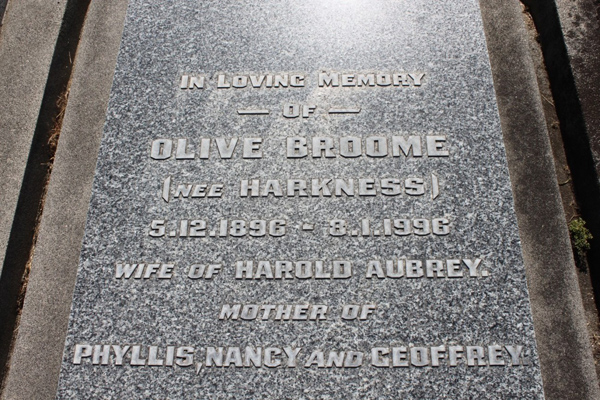 IN LOVING MEMORY
— OF —
OLIVE BROOME
(NEE HARKNESS)
5.12.1896 - 8.1.1996
WIFE OF HAROLD AUBREY.
MOTHER OF
PHYLLIS, NANCY AND GEOFFREY.